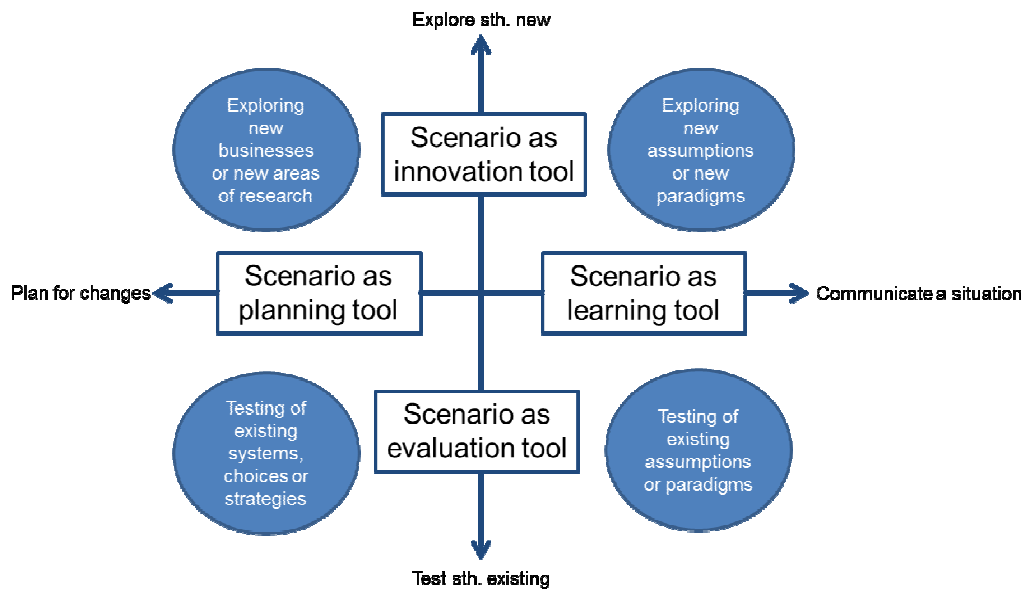 Explore sth. new
Exploring
new
businesses
or new areas
of research
Scenario as
innovation tool
Exploring
new
assumptions
or new
paradigms
Plan for changes
Scenario as
planning tool
Scenario as
learning tool
Communicate a situation
Testing of
existing
systems,
choices or
strategies
Scenario as
evaluation tool
Testing of
existing
assumptions
or paradigms
Test sth. existing